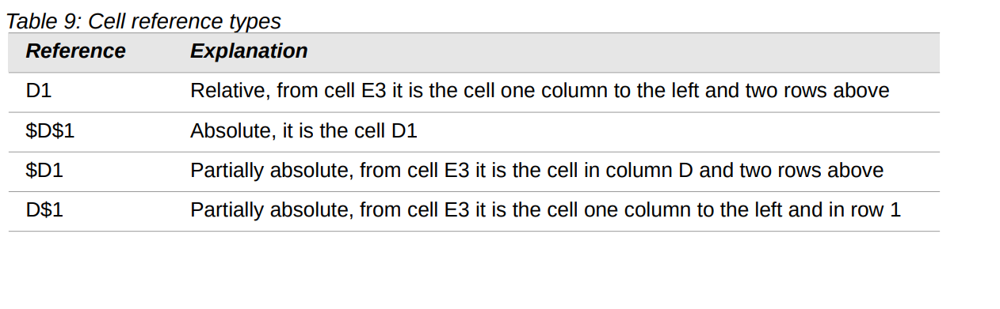 Table 9: Cell reference types
Reference Explanation
D1 Relative, from cell E3 it is the cell one column to the left and two rows above
$D$1 Absolute, it is the cell D1
$D1 Partially absolute, from cell E3 it is the cell in column D and two rows above
D$1 Partially absolute, from cell E3 it is the cell one column to the left and in row 1